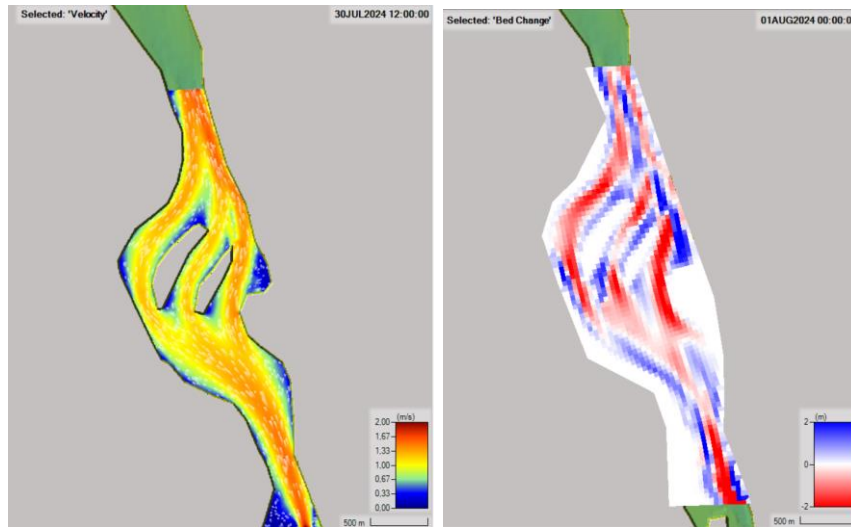 Selected: 'Velocity'
30JUL2024 12:00:00
(m/s)
2.00
1.67
1.33
1.00
0.67
0.33
0.00
500 m
Selected: 'Bed Change'
01AUG2024 00:00:0
(m)
2
0
-2
500 m